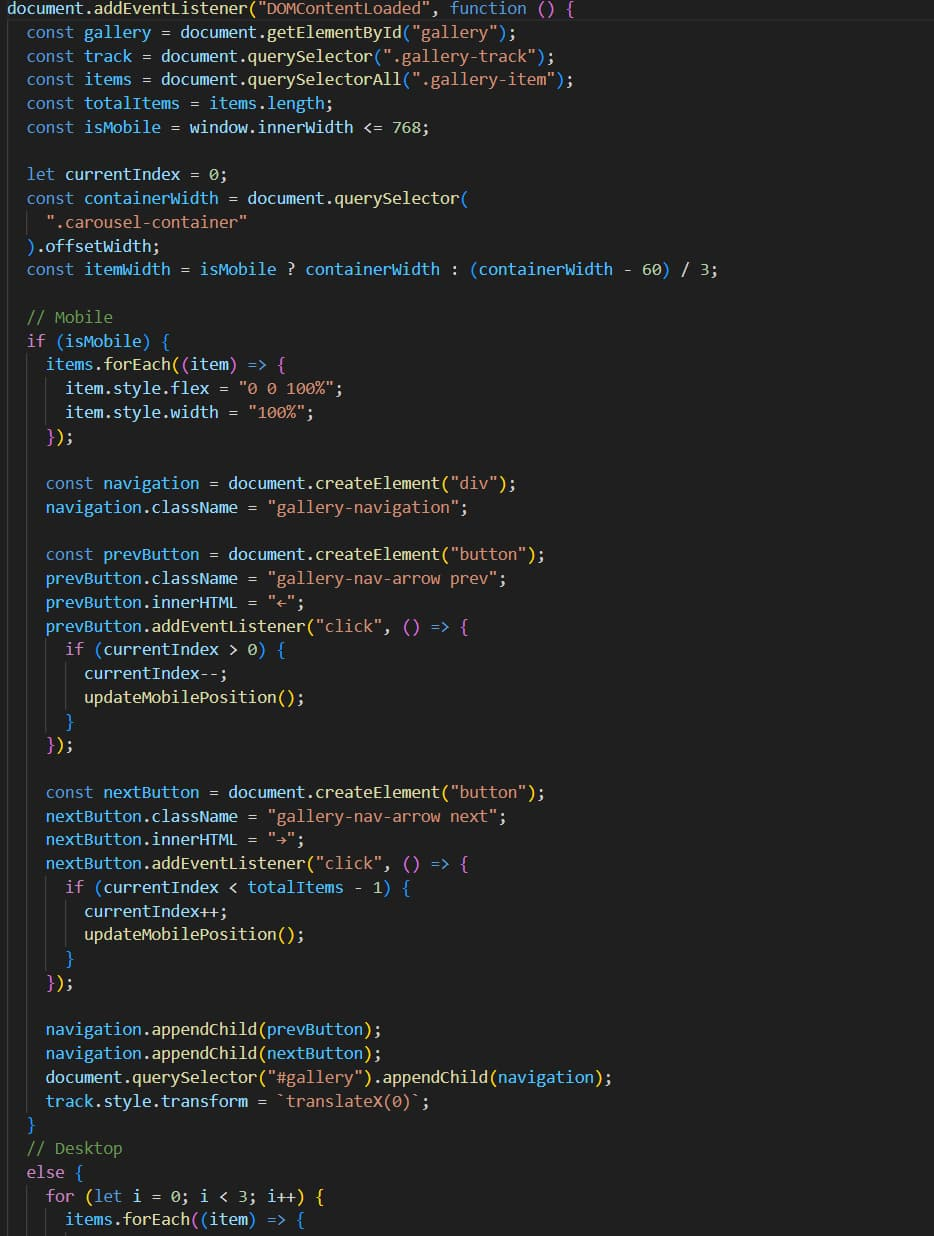 document.addEventListener("DOMContentLoaded", function () {
  const gallery = document.getElementById("gallery");
  const track = document.querySelector(".gallery-track");
  const items = document.querySelectorAll(".gallery-item");
  const totalItems = items.length;
  const isMobile = window.innerWidth <= 768;

  let currentIndex = 0;
  const containerWidth = document.querySelector(
    ".carousel-container"
  ).offsetWidth;
  const itemWidth = isMobile ? containerWidth : (containerWidth - 60) / 3;

  // Mobile
  if (isMobile) {
    items.forEach((item) => {
      item.style.flex = "0 0 100%";
      item.style.width = "100%";
    });

    const navigation = document.createElement("div");
    navigation.className = "gallery-navigation";

    const prevButton = document.createElement("button");
    prevButton.className = "gallery-nav-arrow prev";
    prevButton.innerHTML = "←";
    prevButton.addEventListener("click", () => {
      if (currentIndex > 0) {
        currentIndex--;
        updateMobilePosition();
      }
    });

    const nextButton = document.createElement("button");
    nextButton.className = "gallery-nav-arrow next";
    nextButton.innerHTML = "→";
    nextButton.addEventListener("click", () => {
      if (currentIndex < totalItems - 1) {
        currentIndex++;
        updateMobilePosition();
      }
    });

    navigation.appendChild(prevButton);
    navigation.appendChild(nextButton);
    document.querySelector("#gallery").appendChild(navigation);
    track.style.transform = `translateX(0)`;
  }
  // Desktop
  else {
    for (let i = 0; i < 3; i++) {
      items.forEach((item) => {